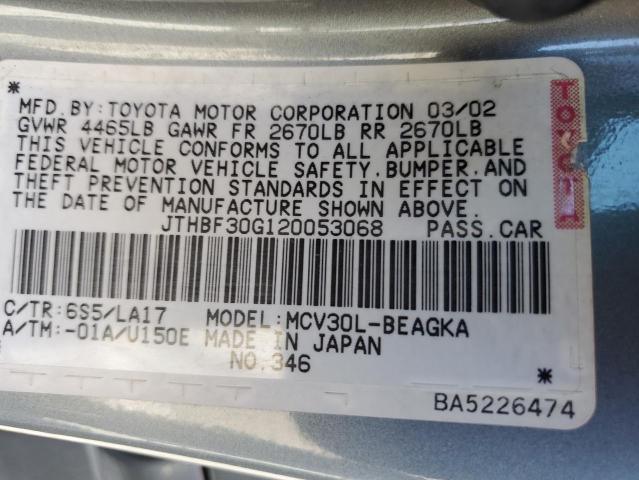 *
MFD.BY:TOYOTA MOTOR CORPORATION 03/02
GVWR 4465LB GAWR FR 2670LB RR 2670LB
THIS VEHICLE CONFORMS TO ALL APPLICABLE
FEDERAL MOTOR VEHICLE SAFETY.BUMPER.AND
THEFT PREVENTION STANDARDS IN EFFECT ON
THE DATE OF MANUFACTURE SHOWN ABOVE.
JTHBF30G120053068 PASS.CAR
C/TR:6S5/LA17 MODEL:MCV30L-BEAGKA
A/TM:-01A/U150E MADE IN JAPAN
NO.346
*
BA5226474
TOYOTA